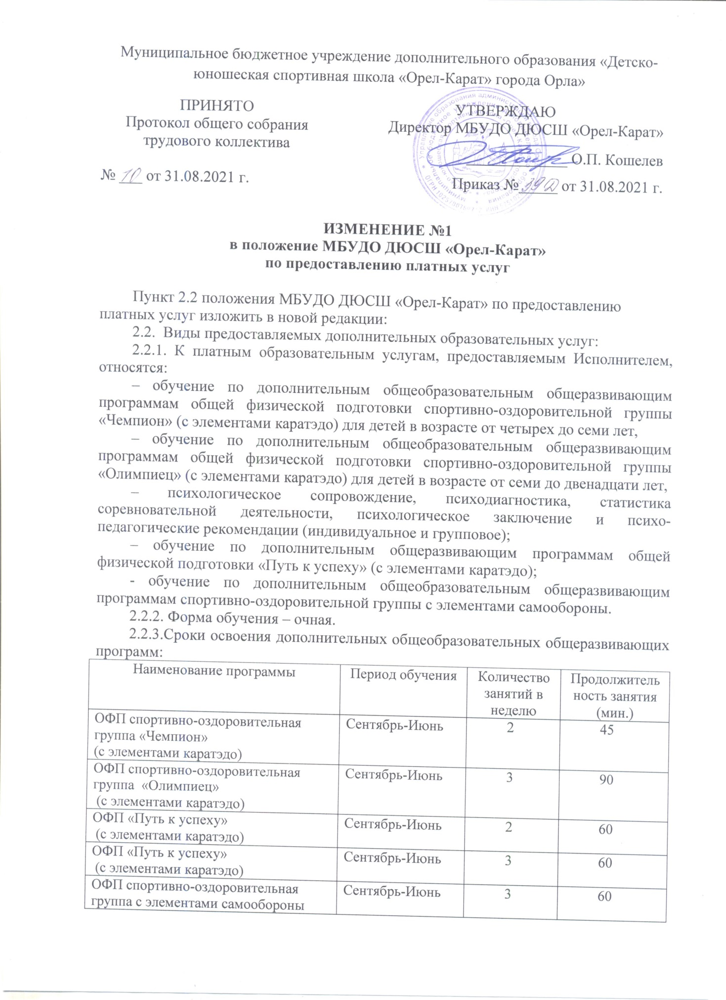 Муниципальное бюджетное учреждение дополнительного образования «Детско-
юношеская спортивная школа «Орел-Карат» города Орла»
ПРИНЯТО
Протокол общего собрания
трудового коллектива
№ 10 от 31.08.2021 г.
УТВЕРЖДАЮ
Директор МБУДО ДЮСШ «Орел-Карат»
О.П. Кошелев
Приказ № 39 от 31.08.2021 г.
ИЗМЕНЕНИЕ №1
в положение МБУДО ДЮСШ «Орел-Карат»
по предоставлению платных услуг
Пункт 2.2 положения МБУДО ДЮСШ «Орел-Карат» по предоставлению
платных услуг изложить в новой редакции:
2.2. Виды предоставляемых дополнительных образовательных услуг:
2.2.1. К платным образовательным услугам, предоставляемым Исполнителем,
относятся:
– обучение по дополнительным общеобразовательным общеразвивающим
программам общей физической подготовки спортивно-оздоровительной группы
«Чемпион» (с элементами каратэдо) для детей в возрасте от четырех до семи лет,
– обучение по дополнительным общеобразовательным общеразвивающим
программам общей физической подготовки спортивно-оздоровительной группы
«Олимпиец» (с элементами каратэдо) для детей в возрасте от семи до двенадцати лет,
– психологическое сопровождение, психодиагностика, статистика
соревновательной деятельности, психологическое заключение и психо-
педагогические рекомендации (индивидуальное и групповое);
– обучение по дополнительным общеразвивающим программам общей
физической подготовки «Путь к успеху» (с элементами каратэдо);
- обучение по дополнительным общеобразовательным общеразвивающим
программам спортивно-оздоровительной группы с элементами самообороны.
2.2.2. Форма обучения – очная.
2.2.3.Сроки освоения дополнительных общеобразовательных общеразвивающих
программ:
Наименование программы Период обучения Количество Продолжитель
занятий в ность занятия
неделю (мин.)
ОФП спортивно-оздоровительная Сентябрь-Июнь 2 45
группа «Чемпион»
(с элементами каратэдо)
ОФП спортивно-оздоровительная Сентябрь-Июнь 3 90
группа «Олимпиец»
(с элементами каратэдо)
ОФП «Путь к успеху» Сентябрь-Июнь 2 60
(с элементами каратэдо)
ОФП «Путь к успеху» Сентябрь-Июнь 3 60
(с элементами каратэдо)
ОФП спортивно-оздоровительная Сентябрь-Июнь 3 60
группа с элементами самообороны